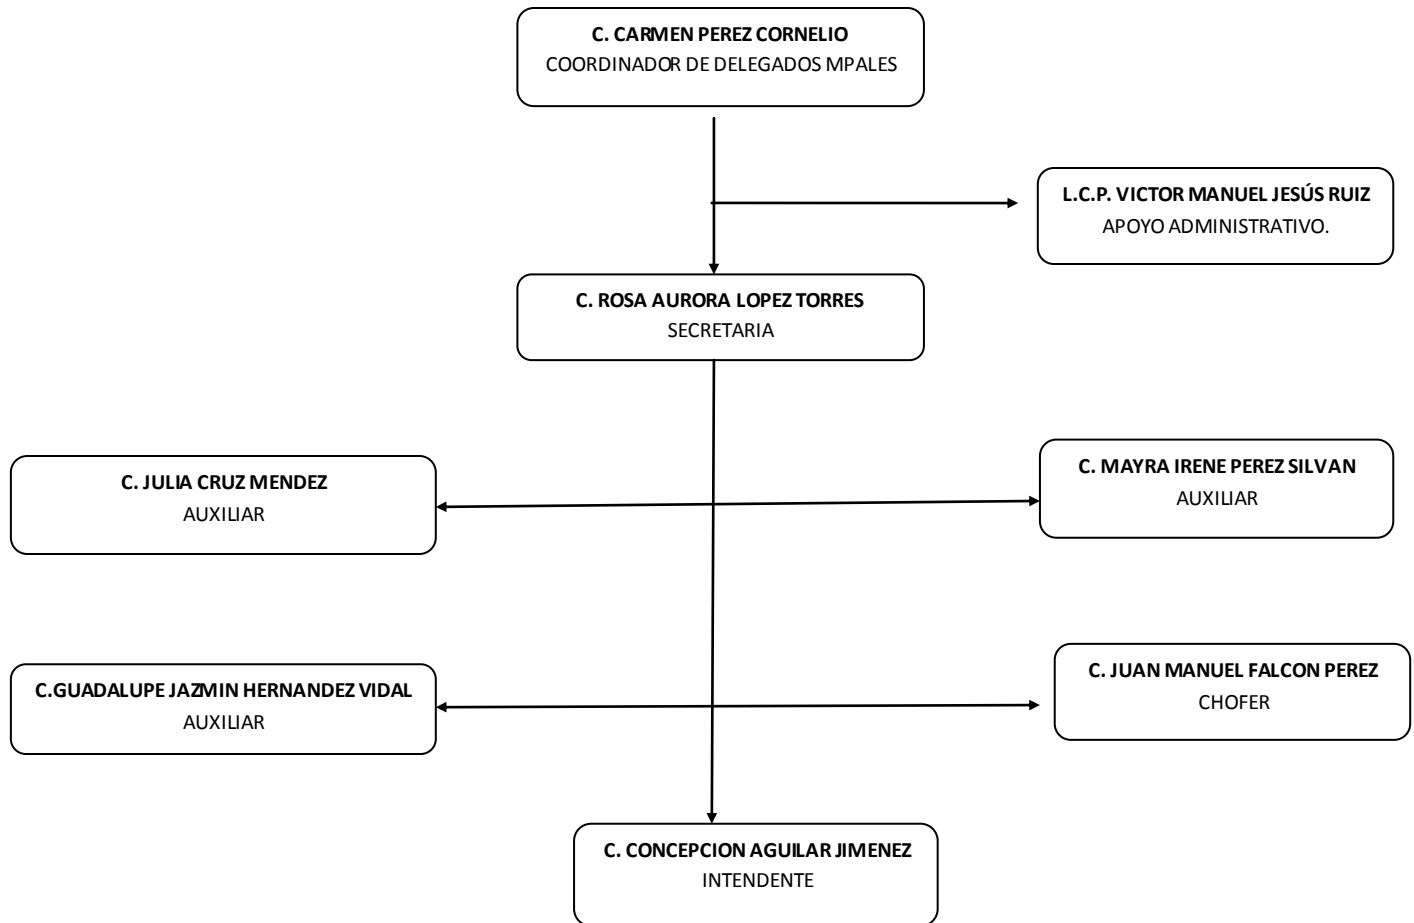 C. CARMEN PEREZ CORNELIO
COORDINADOR DE DELEGADOS MPALES
L.C.P. VICTOR MANUEL JESÚS RUIZ
APOYO ADMINISTRATIVO.
C. ROSA AURORA LOPEZ TORRES
SECRETARIA
C. JULIA CRUZ MENDEZ
AUXILIAR
C. MAYRA IRENE PEREZ SILVAN
AUXILIAR
C.GUADALUPE JAZMIN HERNANDEZ VIDAL
AUXILIAR
C. JUAN MANUEL FALCON PEREZ
CHOFER
C. CONCEPCION AGUILAR JIMENEZ
INTENDENTE